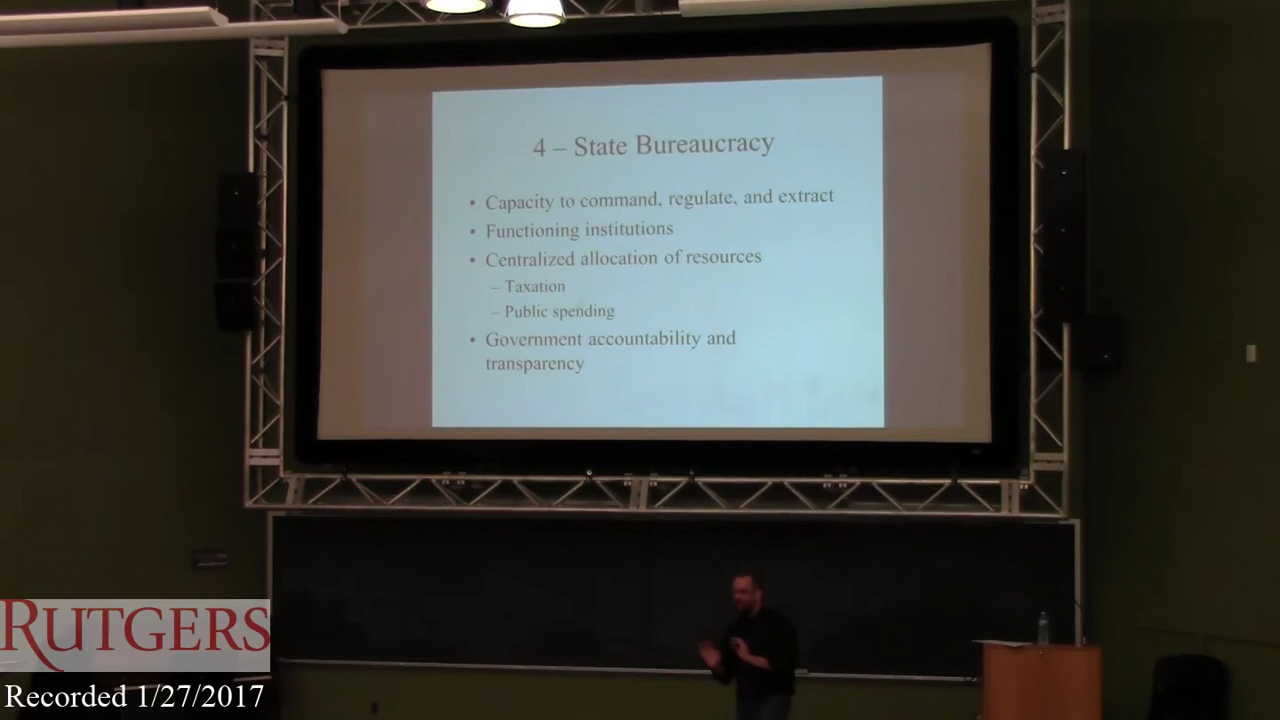 4 – State Bureaucracy
• Capacity to command, regulate, and extract
• Functioning institutions
• Centralized allocation of resources
– Taxation
– Public spending
• Government accountability and
transparency
RUTGERS
Recorded 1/27/2017